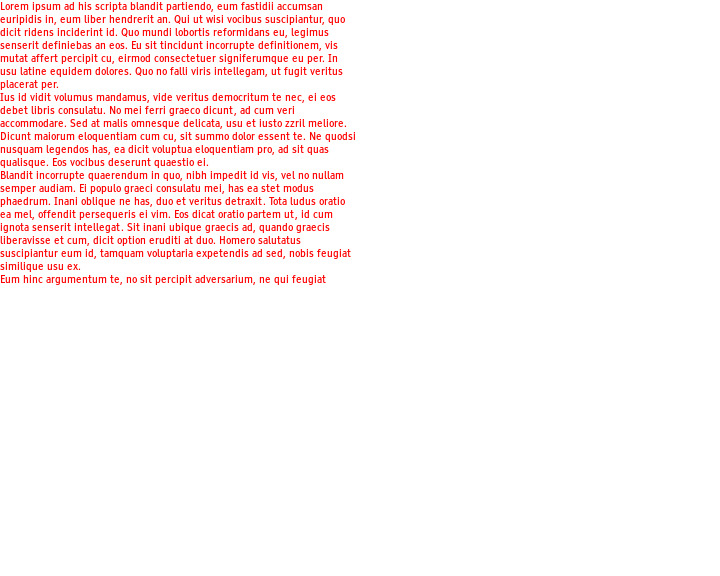 Lorem ipsum ad his scripta blandit partiendo, eum fastidii accumsan
euripidis in, eum liber hendrerit an. Qui ut wisi vocibus suscipiantur, quo
dicit ridens inciderint id. Quo mundi lobortis reformidans eu, legimus
senserit definiebas an eos. Eu sit tincidunt incorrupte definitionem, vis
mutat affert percipit cu, eirmod consectetuer signiferumque eu per. In
usu latine equidem dolores. Quo no falli viris intellegam, ut fugit veritus
placerat per.
Ius id vidit volumus mandamus, vide veritus democritum te nec, ei eos
debet libris consulatu. No mei ferri graeco dicunt, ad cum veri
accommodare. Sed at malis omnesque delicata, usu et iusto zzril meliore.
Dicunt maiorum eloquentiam cum cu, sit summo dolor essent te. Ne quodsi
nusquam legendos has, ea dicit voluptua eloquentiam pro, ad sit quas
qualisque. Eos vocibus deserunt quaestio ei.
Blandit incorrupte quaerendum in quo, nibh impedit id vis, vel no nullam
semper audiam. Ei populo graeci consulatu mei, has ea stet modus
phaedrum. Inani oblique ne has, duo et veritus detraxit. Tota ludus oratio
ea mel, offendit persequeris ei vim. Eos dicat oratio partem ut, id cum
ignota senserit intellegat. Sit inani ubique graecis ad, quando graecis
liberavisse et cum, dicit option eruditi at duo. Homero salutatus
suscipiantur eum id, tamquam voluptaria expetendis ad sed, nobis feugiat
similique usu ex.
Eum hinc argumentum te, no sit percipit adversarium, ne qui feugiat